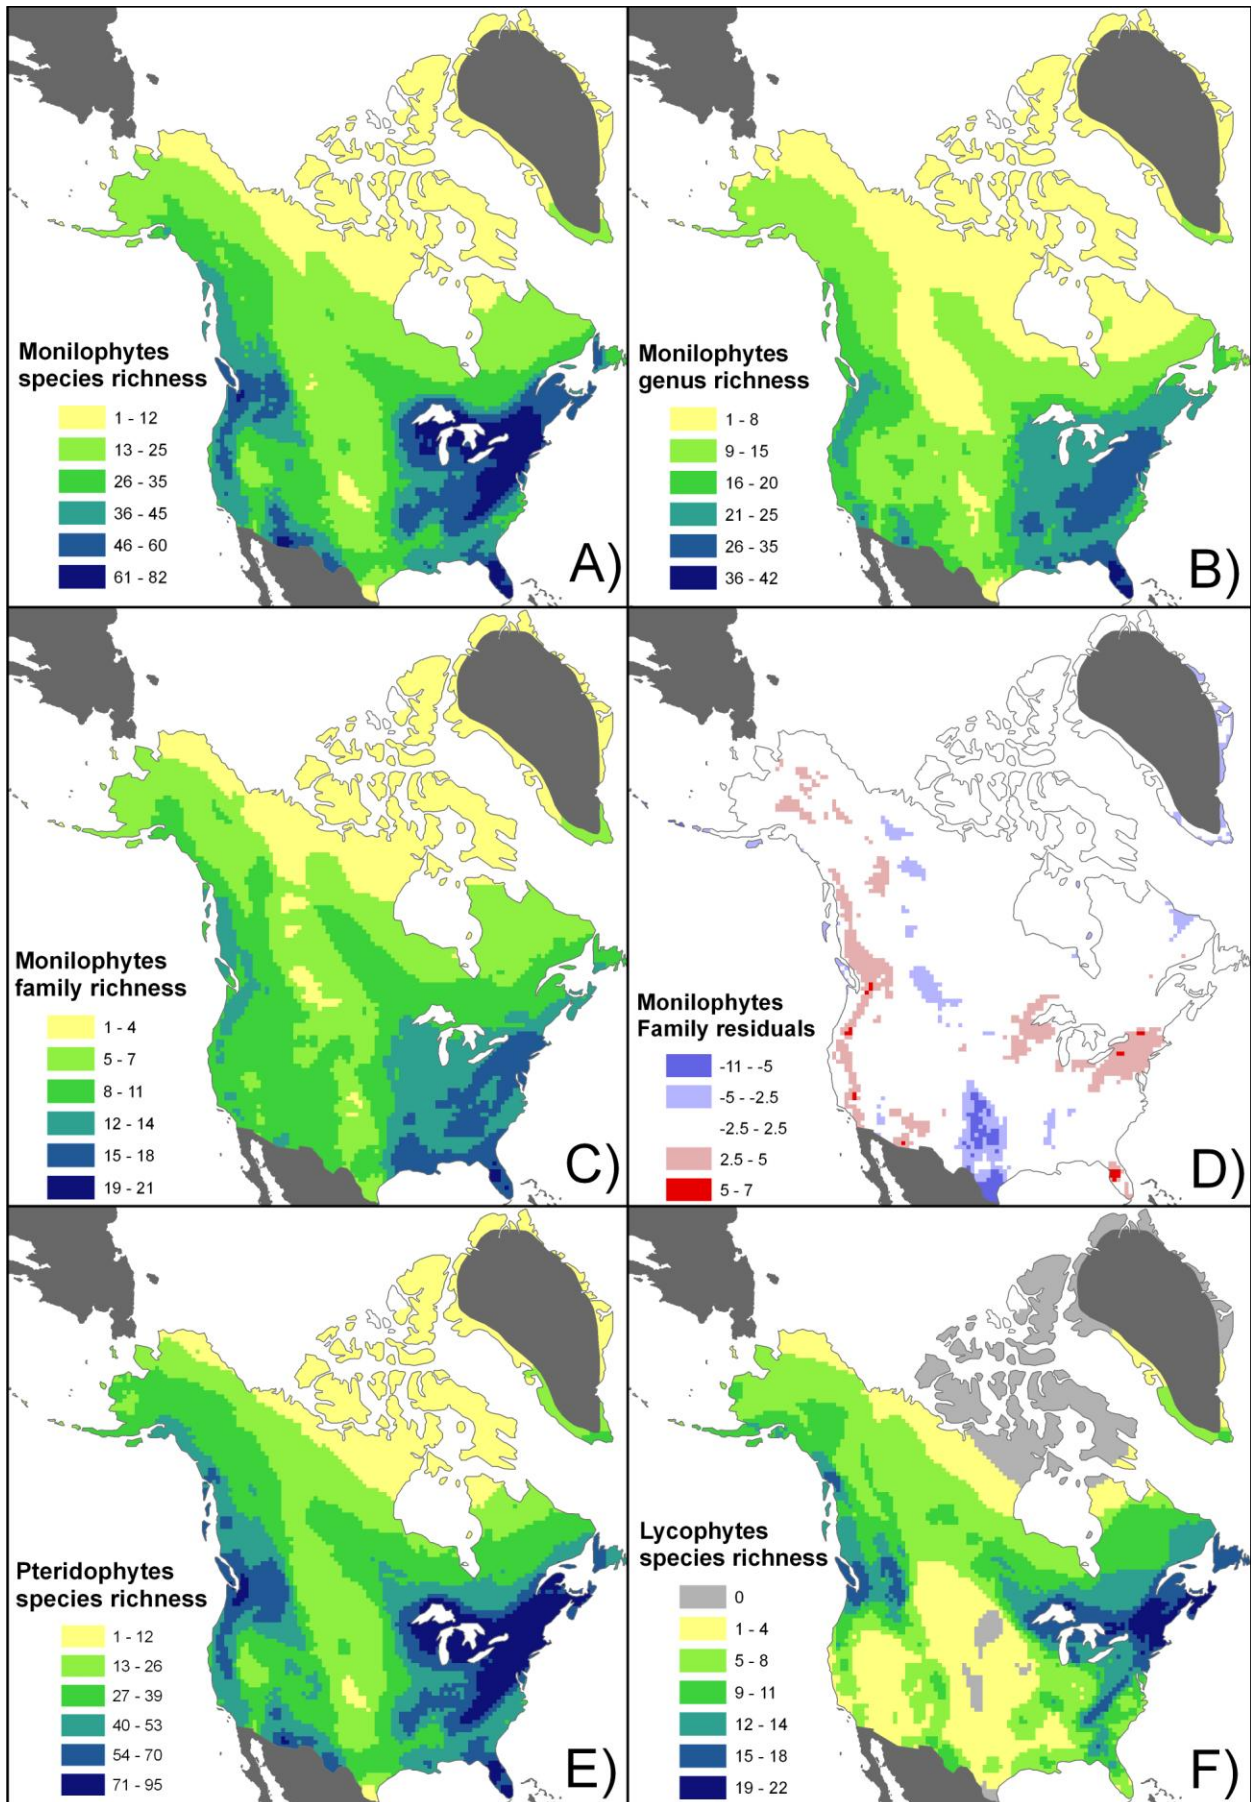 Monilophytes
species richness
1 - 12
13 - 25
26 - 35
36 - 45
46 - 60
61 - 82
A)
Monilophytes
genus richness
1 - 8
9 - 15
16 - 20
21 - 25
26 - 35
36 - 42
B)
Monilophytes
family richness
1 - 4
5 - 7
8 - 11
12 - 14
15 - 18
19 - 21
C)
Monilophytes
Family residuals
-11 - -5
-5 - -2.5
-2.5 - 2.5
2.5 - 5
5 - 7
D)
Pteridophytes
species richness
1 - 12
13 - 26
27 - 39
40 - 53
54 - 70
71 - 95
E)
Lycophytes
species richness
0
1 - 4
5 - 8
9 - 11
12 - 14
15 - 18
19 - 22
F)